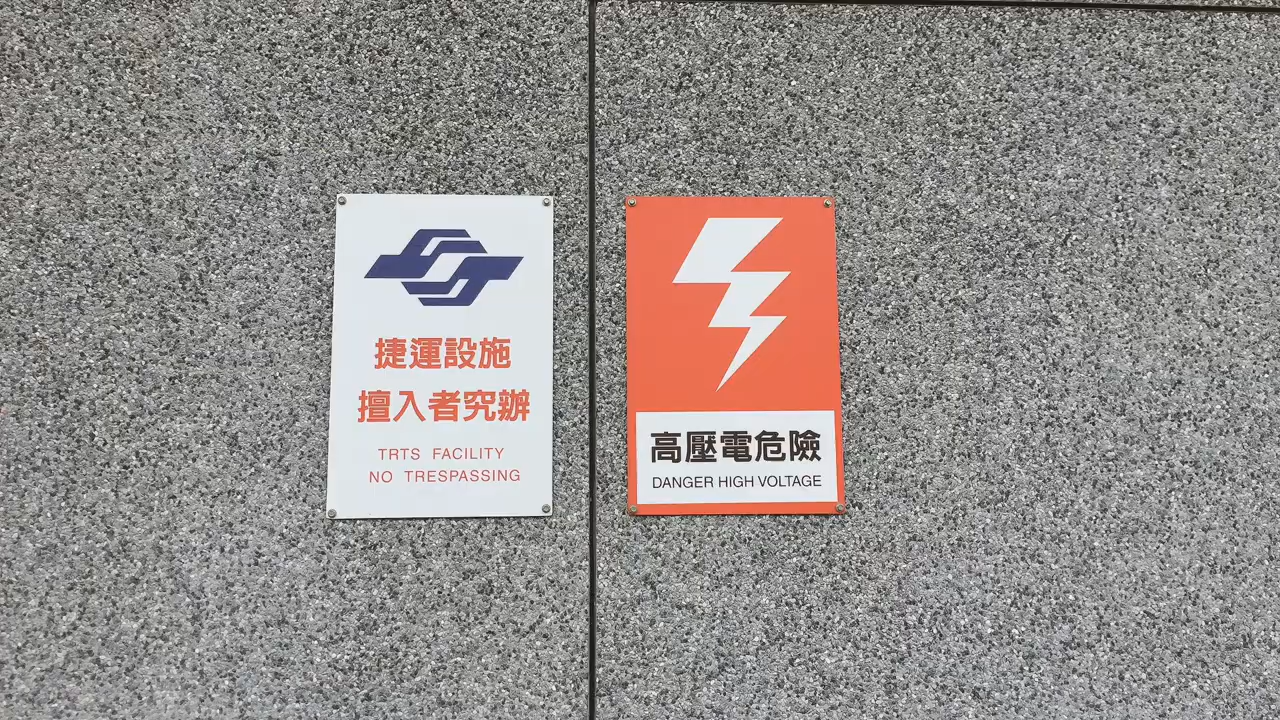 捷運設施
擅入者究辦
TRTS FACILITY
NO TRESPASSING
高壓電危險
DANGER HIGH VOLTAGE